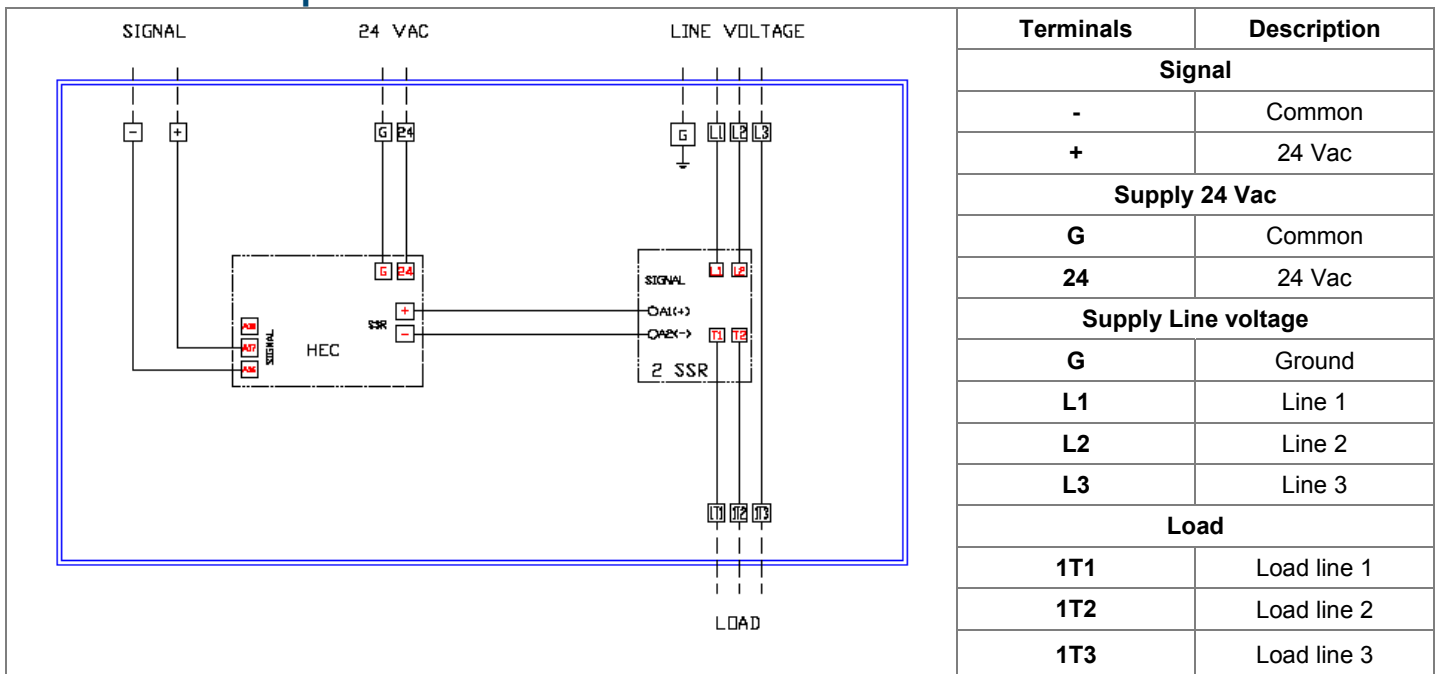 SIGNAL 24 VAC LINE VOLTAGE
- + G 24 G L1 L2 L3
G 24
SIGNAL L1 L2
+ A1(+)
SSR
- A2(-) T1 T2
SIGNAL
HEC
2 SSR
1T2 1T3
LOAD
Terminals Description
Signal
- Common
+ 24 Vac
Supply 24 Vac
G Common
24 24 Vac
Supply Line voltage
G Ground
L1 Line 1
L2 Line 2
L3 Line 3
Load
1T1 Load line 1
1T2 Load line 2
1T3 Load line 3